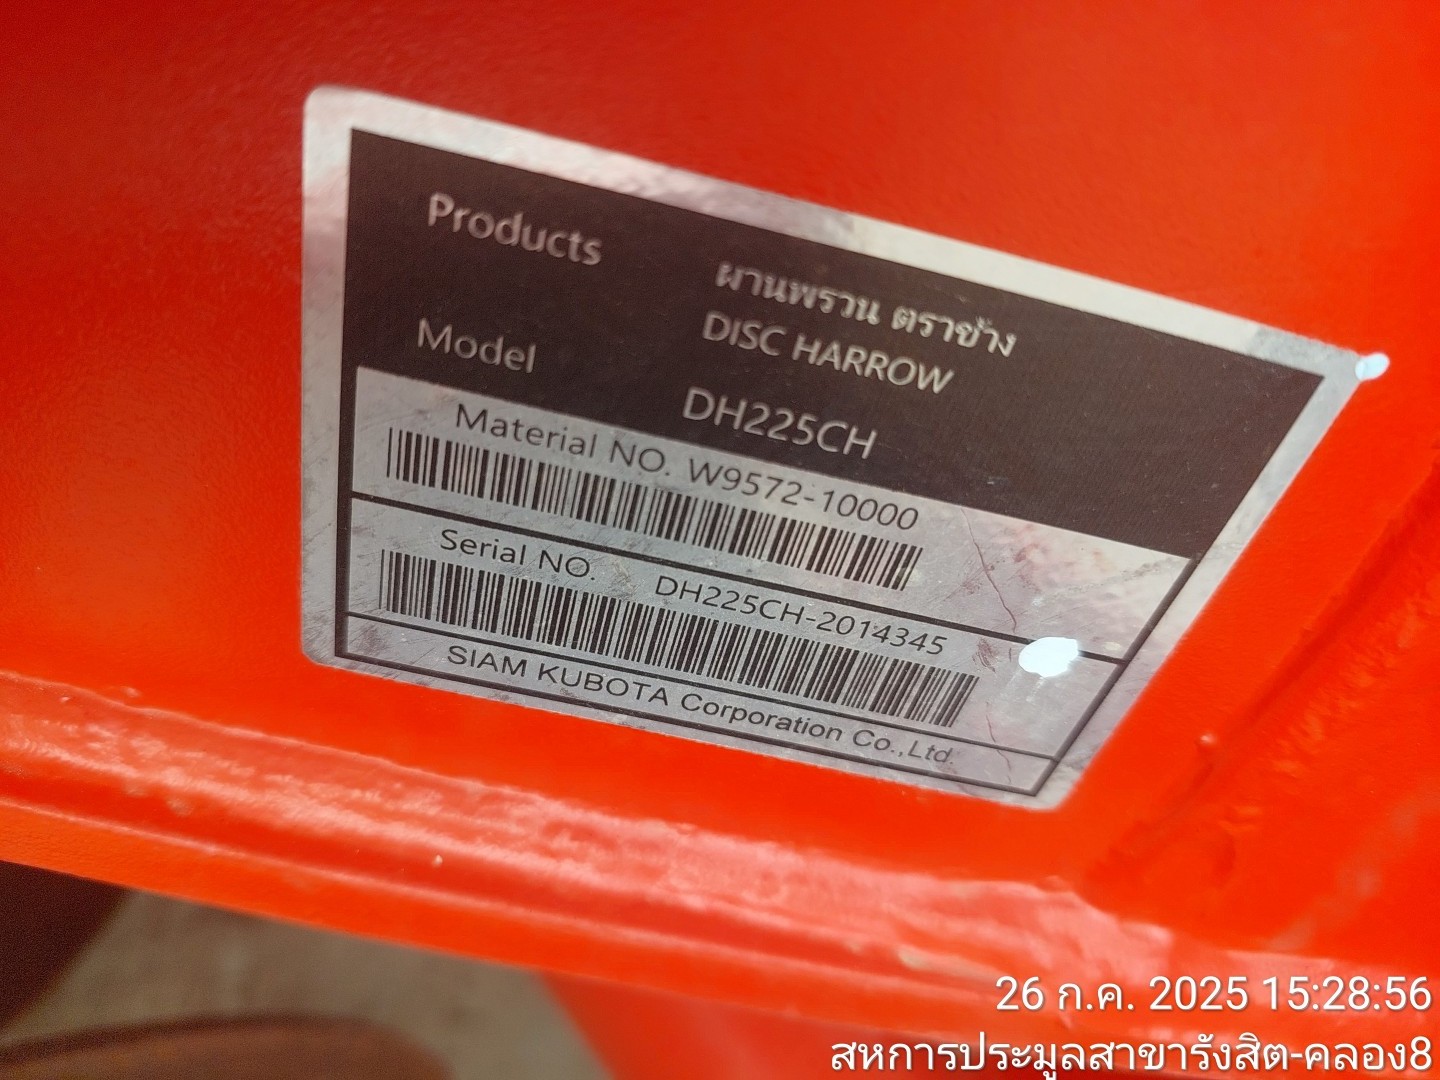 Products
ผานพรวน ตราช้าง
DISC HARROW
Model
DH225CH
Material NO. W9572-10000
Serial NO. DH225CH-2014345
SIAM KUBOTA Corporation Co.,Ltd.
26 ก.ค. 2025 15:28:56
สหการประมูลสาขารังสิต-คลอง8